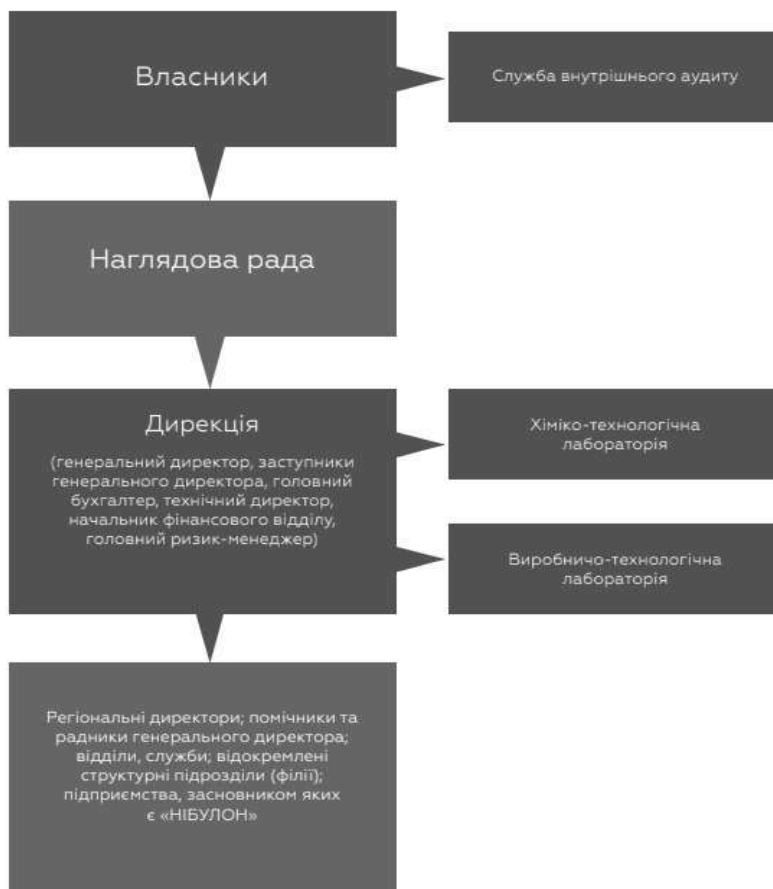 Власники
Служба внутрішнього аудиту
Наглядова рада
Дирекція
(генеральний директор, заступники
генерального директора, головний
бухгалтер, технічний директор,
начальник фінансового відділу,
головний ризик-менеджер)
Хіміко-технологічна
лабораторія
Виробничо-технологічна
лабораторія
Регіональні директори; помічники та
радники генерального директора;
відділи, служби; відокремлені
структурні підрозділи (філії);
підприємства, засновником яких
є «НІБУЛОН»